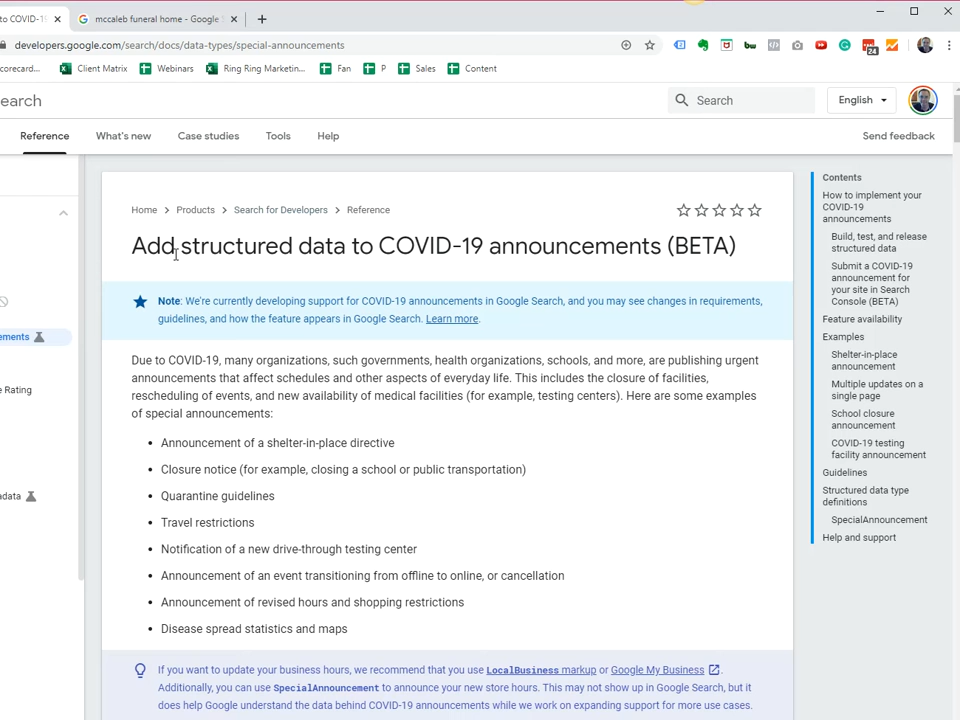 to COVID-19
mccaleb funeral home - Google
developers.google.com/search/docs/data-types/special-announcements
24
corecard...
Client Matrix
Webinars
Ring Ring Marketin...
Fan
P
Sales
Content
earch
Search
English
Reference
What's new
Case studies
Tools
Help
Send feedback
ements
e Rating
adata
Home > Products > Search for Developers > Reference
Add structured data to COVID-19 announcements (BETA)
Note: We're currently developing support for COVID-19 announcements in Google Search, and you may see changes in requirements,
guidelines, and how the feature appears in Google Search. Learn more.
Due to COVID-19, many organizations, such governments, health organizations, schools, and more, are publishing urgent
announcements that affect schedules and other aspects of everyday life. This includes the closure of facilities,
rescheduling of events, and new availability of medical facilities (for example, testing centers). Here are some examples
of special announcements:
• Announcement of a shelter-in-place directive
• Closure notice (for example, closing a school or public transportation)
• Quarantine guidelines
• Travel restrictions
• Notification of a new drive-through testing center
• Announcement of an event transitioning from offline to online, or cancellation
• Announcement of revised hours and shopping restrictions
• Disease spread statistics and maps
If you want to update your business hours, we recommend that you use LocalBusiness markup or Google My Business.
Additionally, you can use SpecialAnnouncement to announce your new store hours. This may not show up in Google Search, but it
does help Google understand the data behind COVID-19 announcements while we work on expanding support for more use cases.
Contents
How to implement your
COVID-19
announcements
Build, test, and release
structured data
Submit a COVID-19
announcement for
your site in Search
Console (BETA)
Feature availability
Examples
Shelter-in-place
announcement
Multiple updates on a
single page
School closure
announcement
COVID-19 testing
facility announcement
Guidelines
Structured data type
definitions
SpecialAnnouncement
Help and support